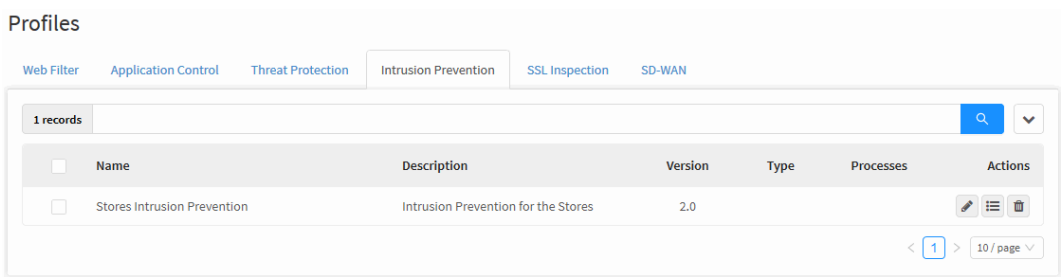 Profiles
Web Filter Application Control Threat Protection Intrusion Prevention SSL Inspection SD-WAN
1 records
Name Description Version Type Processes Actions
Stores Intrusion Prevention Intrusion Prevention for the Stores 2.0
< 1 > 10 / page